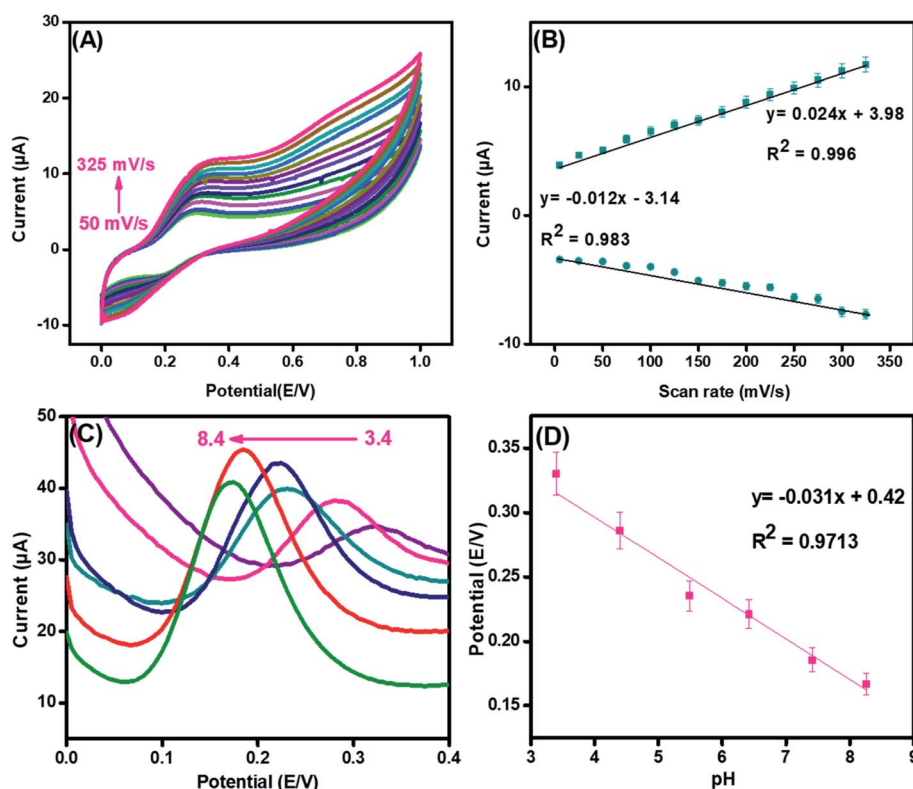 (A)
30
20
10
0
-10
Current (µA)
325 mV/s
50 mV/s
0.0 0.2 0.4 0.6 0.8 1.0
Potential(E/V)
(B)
10
0
-10
Current (µA)
y= 0.024x + 3.98
R² = 0.996
y= -0.012x - 3.14
R² = 0.983
0 50 100 150 200 250 300 350
Scan rate (mV/s)
(C)
50
40
30
20
10
Current (µA)
8.4 3.4
0.0 0.1 0.2 0.3 0.4
Potential (E/V)
(D)
0.35
0.30
0.25
0.20
0.15
Potential (E/V)
y= -0.031x + 0.42
R² = 0.9713
3 4 5 6 7 8 9
pH